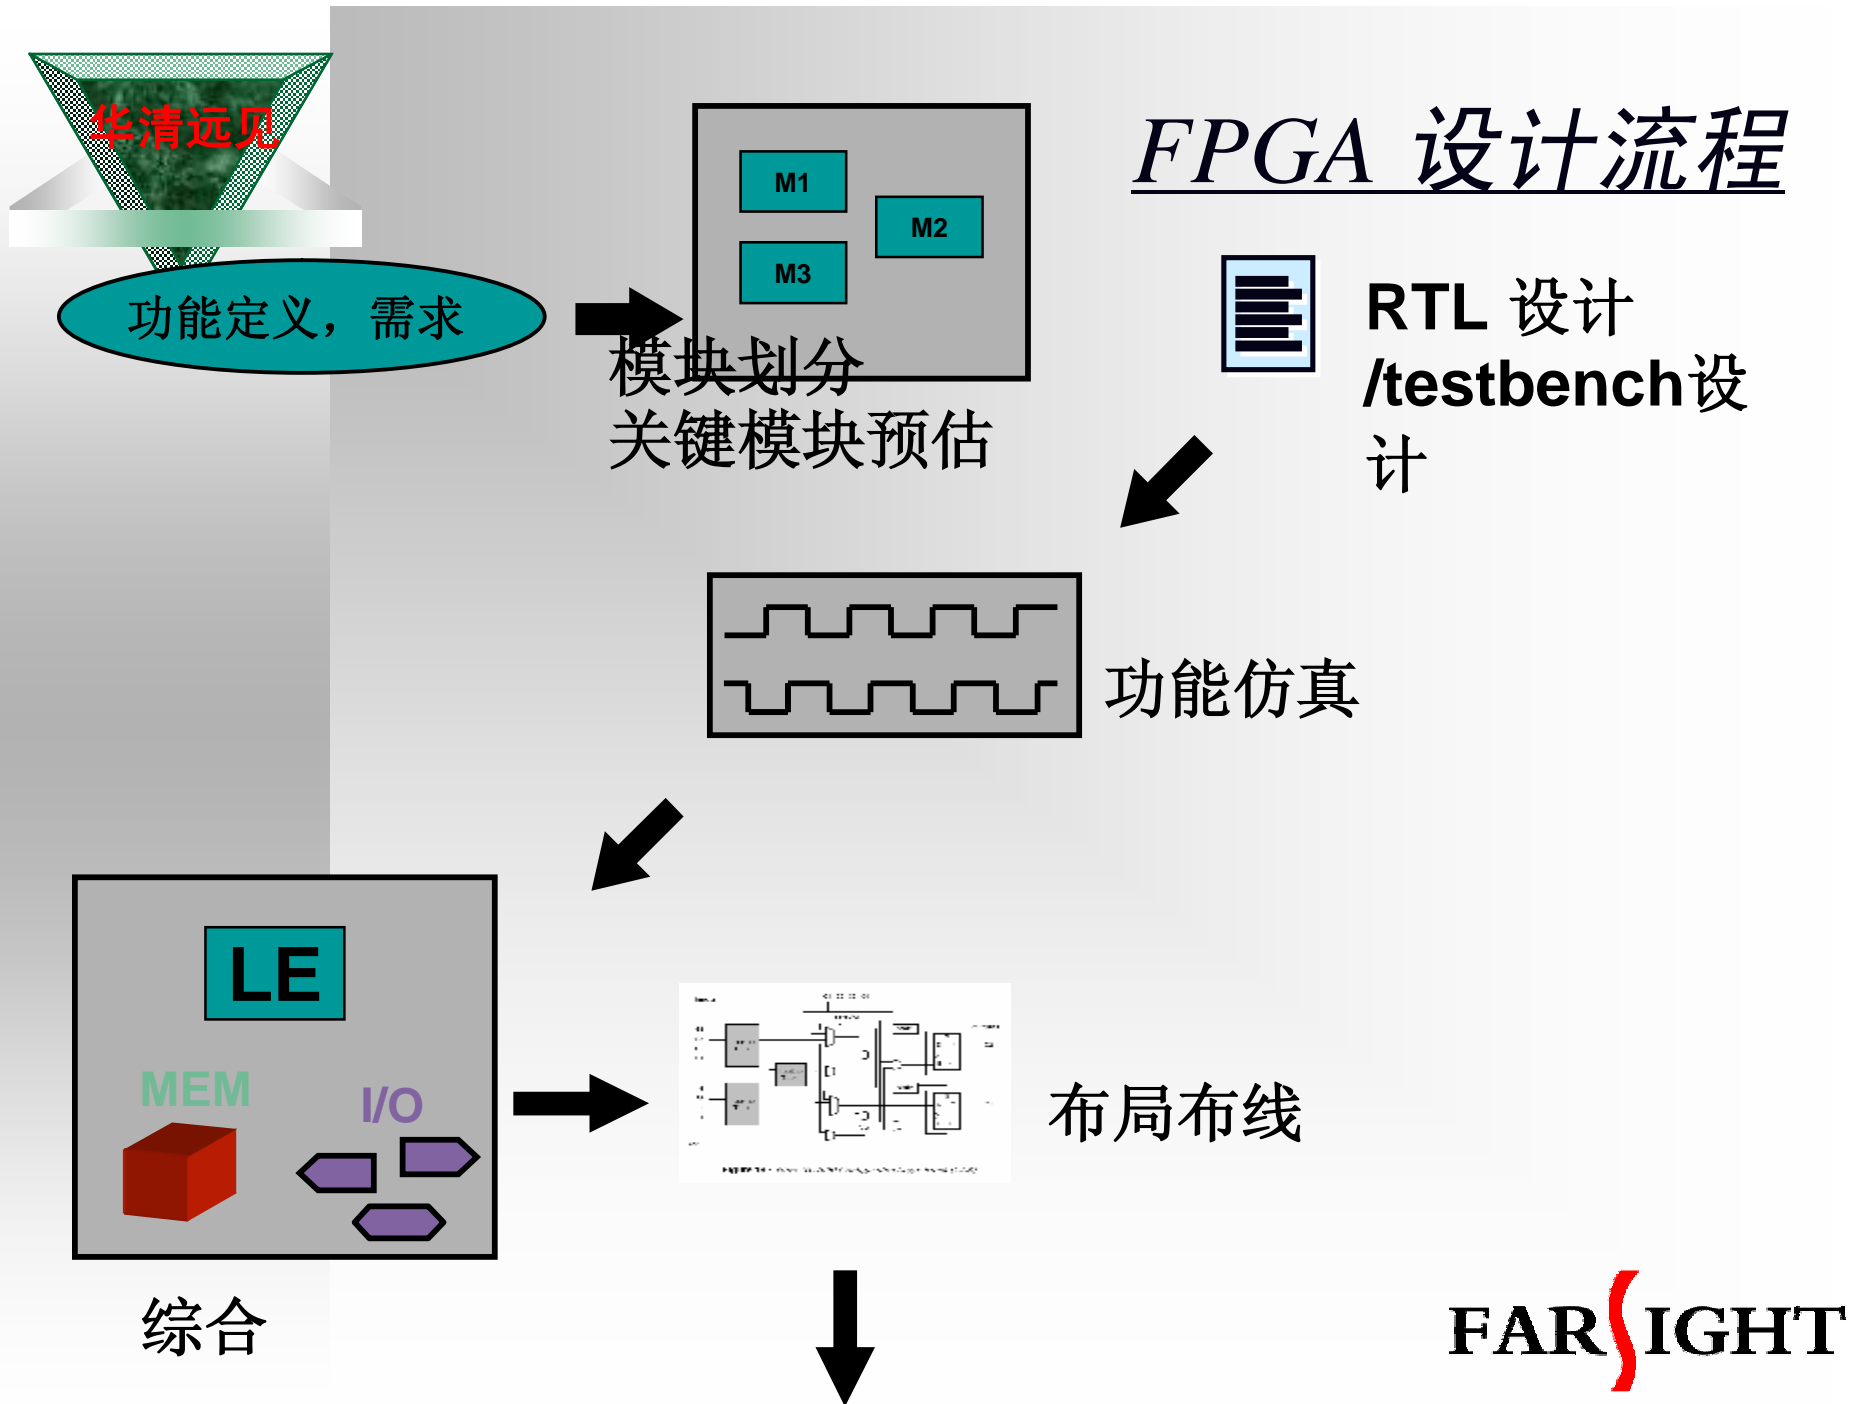 华清远见
FPGA 设计流程
M1
M2
M3
功能定义，需求
模块划分
关键模块预估
RTL 设计
/testbench设
计
功能仿真
LE
MEM
I/O
综合
布局布线
FARSIGHT